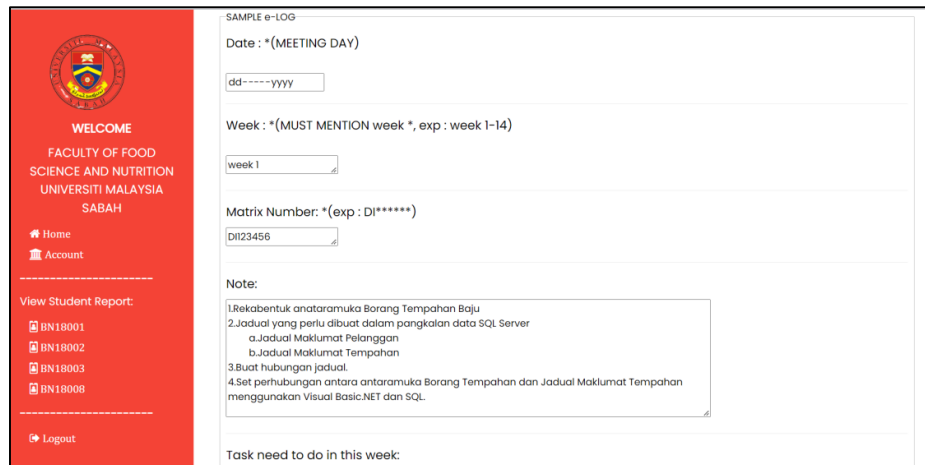 WELCOME
FACULTY OF FOOD
SCIENCE AND NUTRITION
UNIVERSITI MALAYSIA
SABAH
Home
Account
----------------------
View Student Report:
BN18001
BN18002
BN18003
BN18008
----------------------
Logout
SAMPLE e-LOG
Date : *(MEETING DAY)
dd-----yyyy
Week : *(MUST MENTION week *, exp : week 1-14)
week 1
Matrix Number: *(exp : DI******)
DI123456
Note:
1.Rekabentuk anataramuka Borang Tempahan Baju
2.Jadual yang perlu dibuat dalam pangkalan data SQL Server
a.Jadual Maklumat Pelanggan
b.Jadual Maklumat Tempahan
3.Buat hubungan jadual.
4.Set perhubungan antara antaramuka Borang Tempahan dan Jadual Maklumat Tempahan
menggunakan Visual Basic.NET dan SQL.
Task need to do in this week: